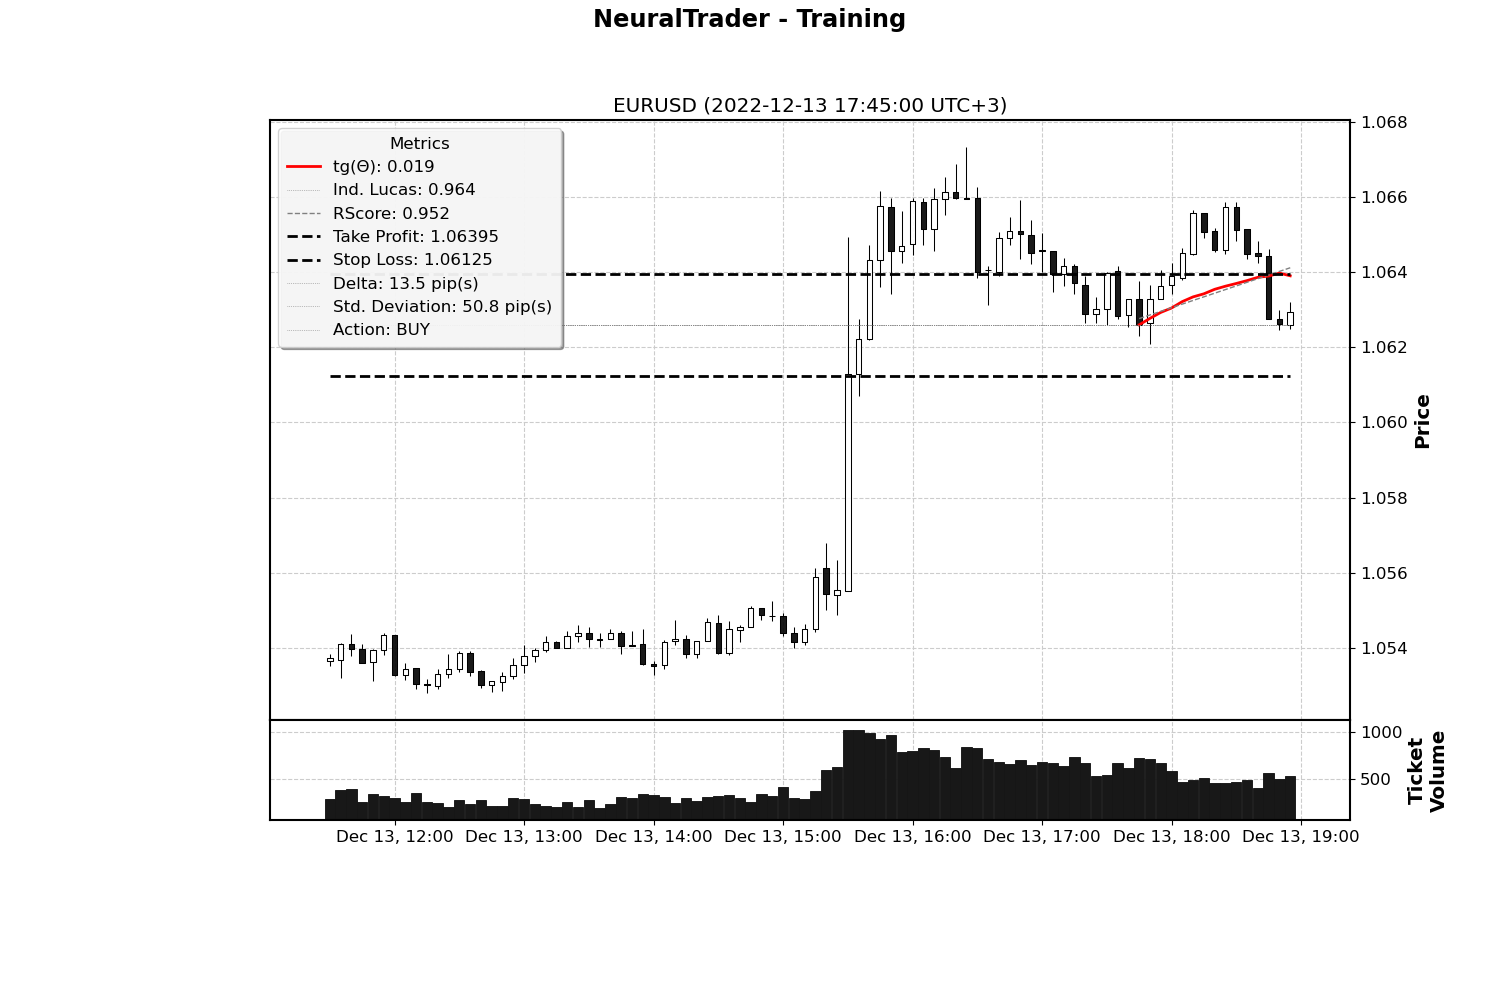 NeuralTrader - Training
EURUSD (2022-12-13 17:45:00 UTC+3)
Metrics
tg(Θ): 0.019
Ind. Lucas: 0.964
RScore: 0.952
Take Profit: 1.06395
Stop Loss: 1.06125
Delta: 13.5 pip(s)
Std. Deviation: 50.8 pip(s)
Action: BUY
1.068
1.066
1.064
1.062
1.060
1.058
1.056
1.054
Price
1000
500
Ticket
Volume
Dec 13, 12:00
Dec 13, 13:00
Dec 13, 14:00
Dec 13, 15:00
Dec 13, 16:00
Dec 13, 17:00
Dec 13, 18:00
Dec 13, 19:00